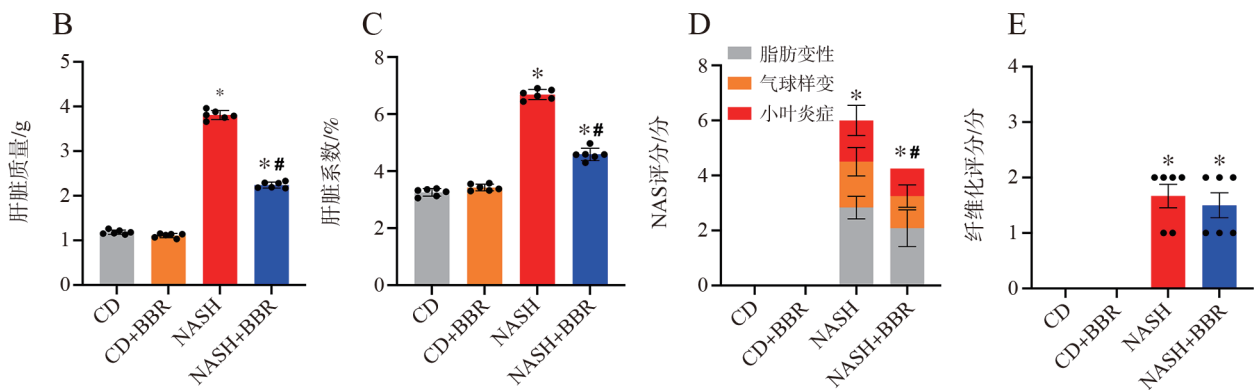 B
肝脏质量/g
5
4
3
2
1
0
*
*#
CD
CD+BBR
NASH
NASH+BBR
C
肝脏系数/%
8
6
4
2
0
*
*#
CD
CD+BBR
NASH
NASH+BBR
D
脂肪变性
气球样变
小叶炎症
NAS评分/分
8
6
4
2
0
*
*#
CD
CD+BBR
NASH
NASH+BBR
E
纤维化评分/分
4
3
2
1
0
*
*
CD
CD+BBR
NASH
NASH+BBR